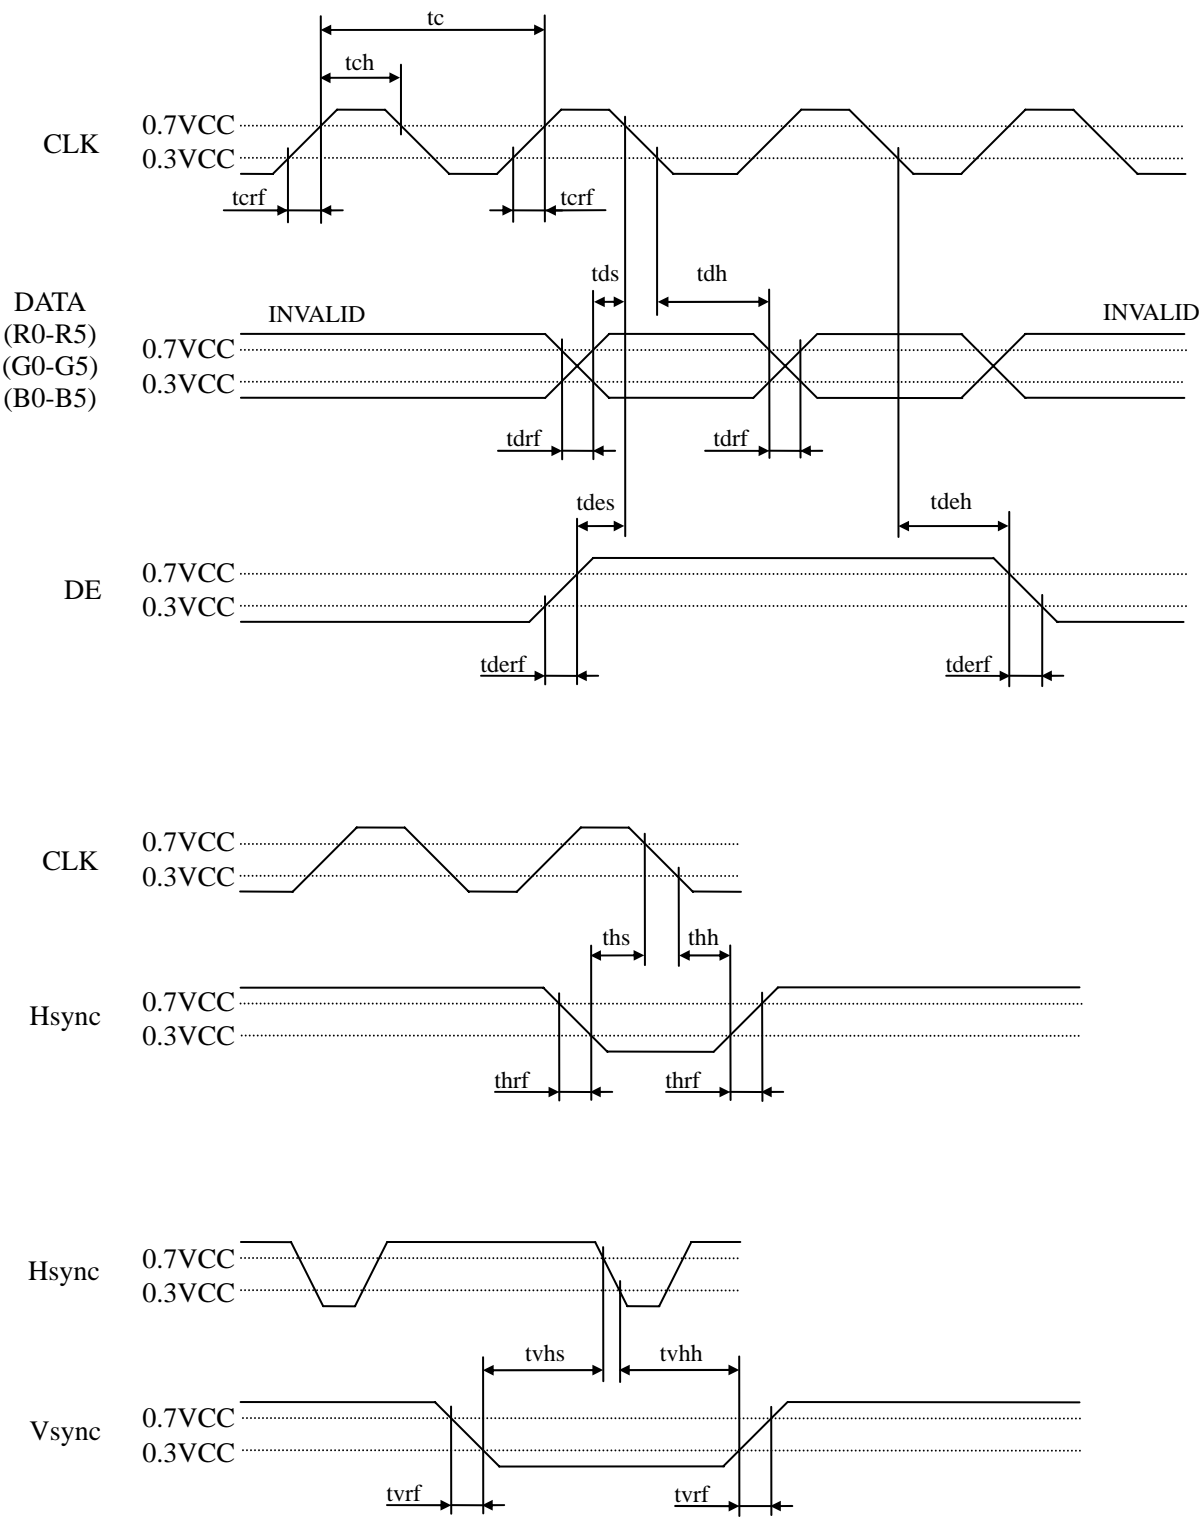 tc
tch
CLK
0.7VCC
0.3VCC
tcrf
tcrf
tds
tdh
DATA
(R0-R5)
(G0-G5)
(B0-B5)
INVALID
INVALID
0.7VCC
0.3VCC
tdrf
tdrf
tdes
tdeh
DE
0.7VCC
0.3VCC
tderf
tderf
CLK
0.7VCC
0.3VCC
ths
thh
Hsync
0.7VCC
0.3VCC
thrf
thrf
Hsync
0.7VCC
0.3VCC
tvhs
tvhh
Vsync
0.7VCC
0.3VCC
tvrf
tvrf